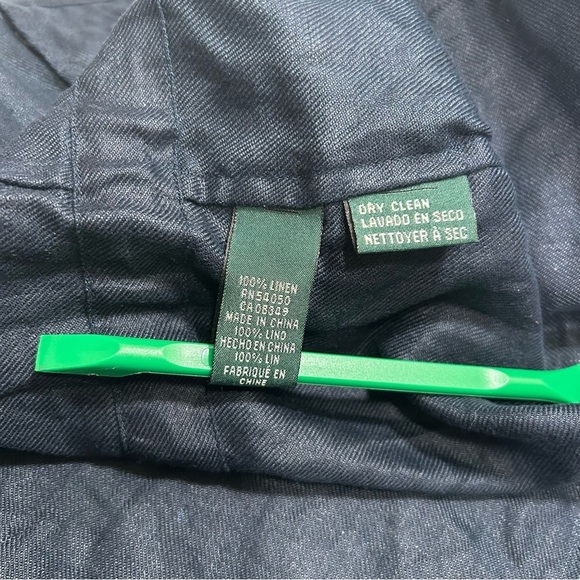 100% LINEN
RN54050
CA08349
MADE IN CHINA
100% LINO
HECHO EN CHINA
100% LIN
FABRIQUÉ EN
CHINE
DRY CLEAN
LAVADO EN SECO
NETTOYER À SEC